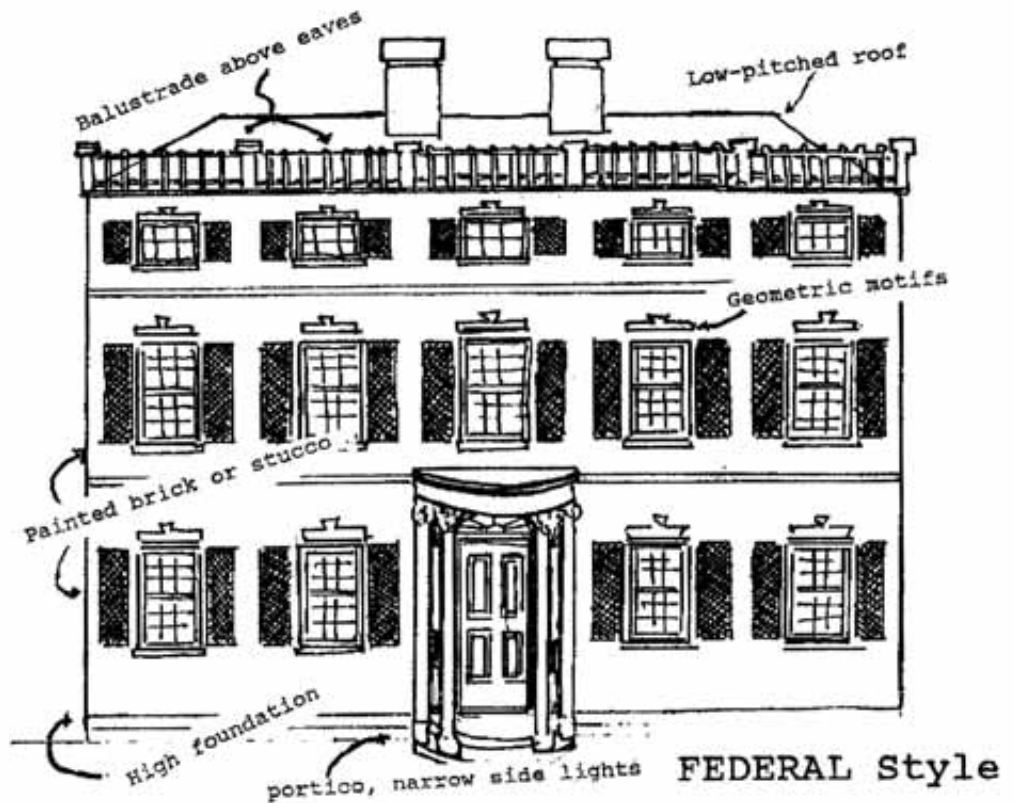 Balustrade above eaves
Low-pitched roof
Geometric motifs
Painted brick or stucco
High foundation
portico, narrow side lights
FEDERAL Style